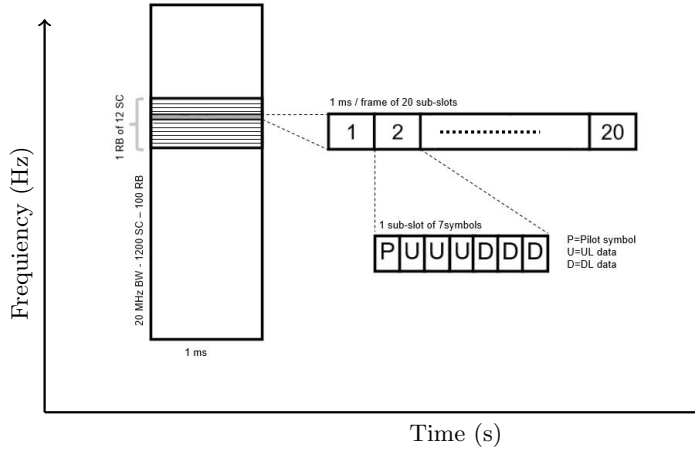 Frequiency (Hz)
1 RB of 12 SC
20 MHz BW - 1200 SC – 100 RB
1 ms
1 ms / frame of 20 sub-slots
1 2 20
1 sub-slot of 7symbols
P U U U D D D
P=Pilot symbol
U=UL data
D=DL data
Time (s)